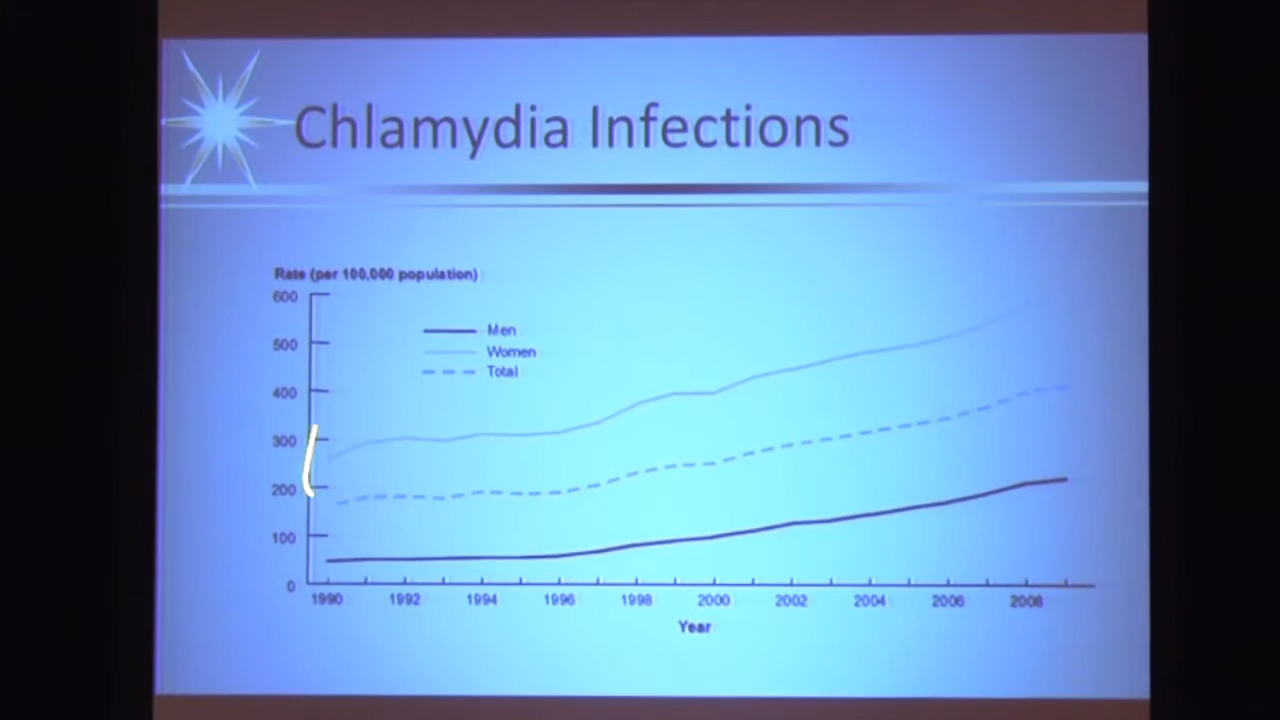 Chlamydia Infections
Rate (per 100,000 population)
600
500
400
300
200
100
0
Men
Women
Total
1990 1992 1994 1996 1998 2000 2002 2004 2006 2008
Year